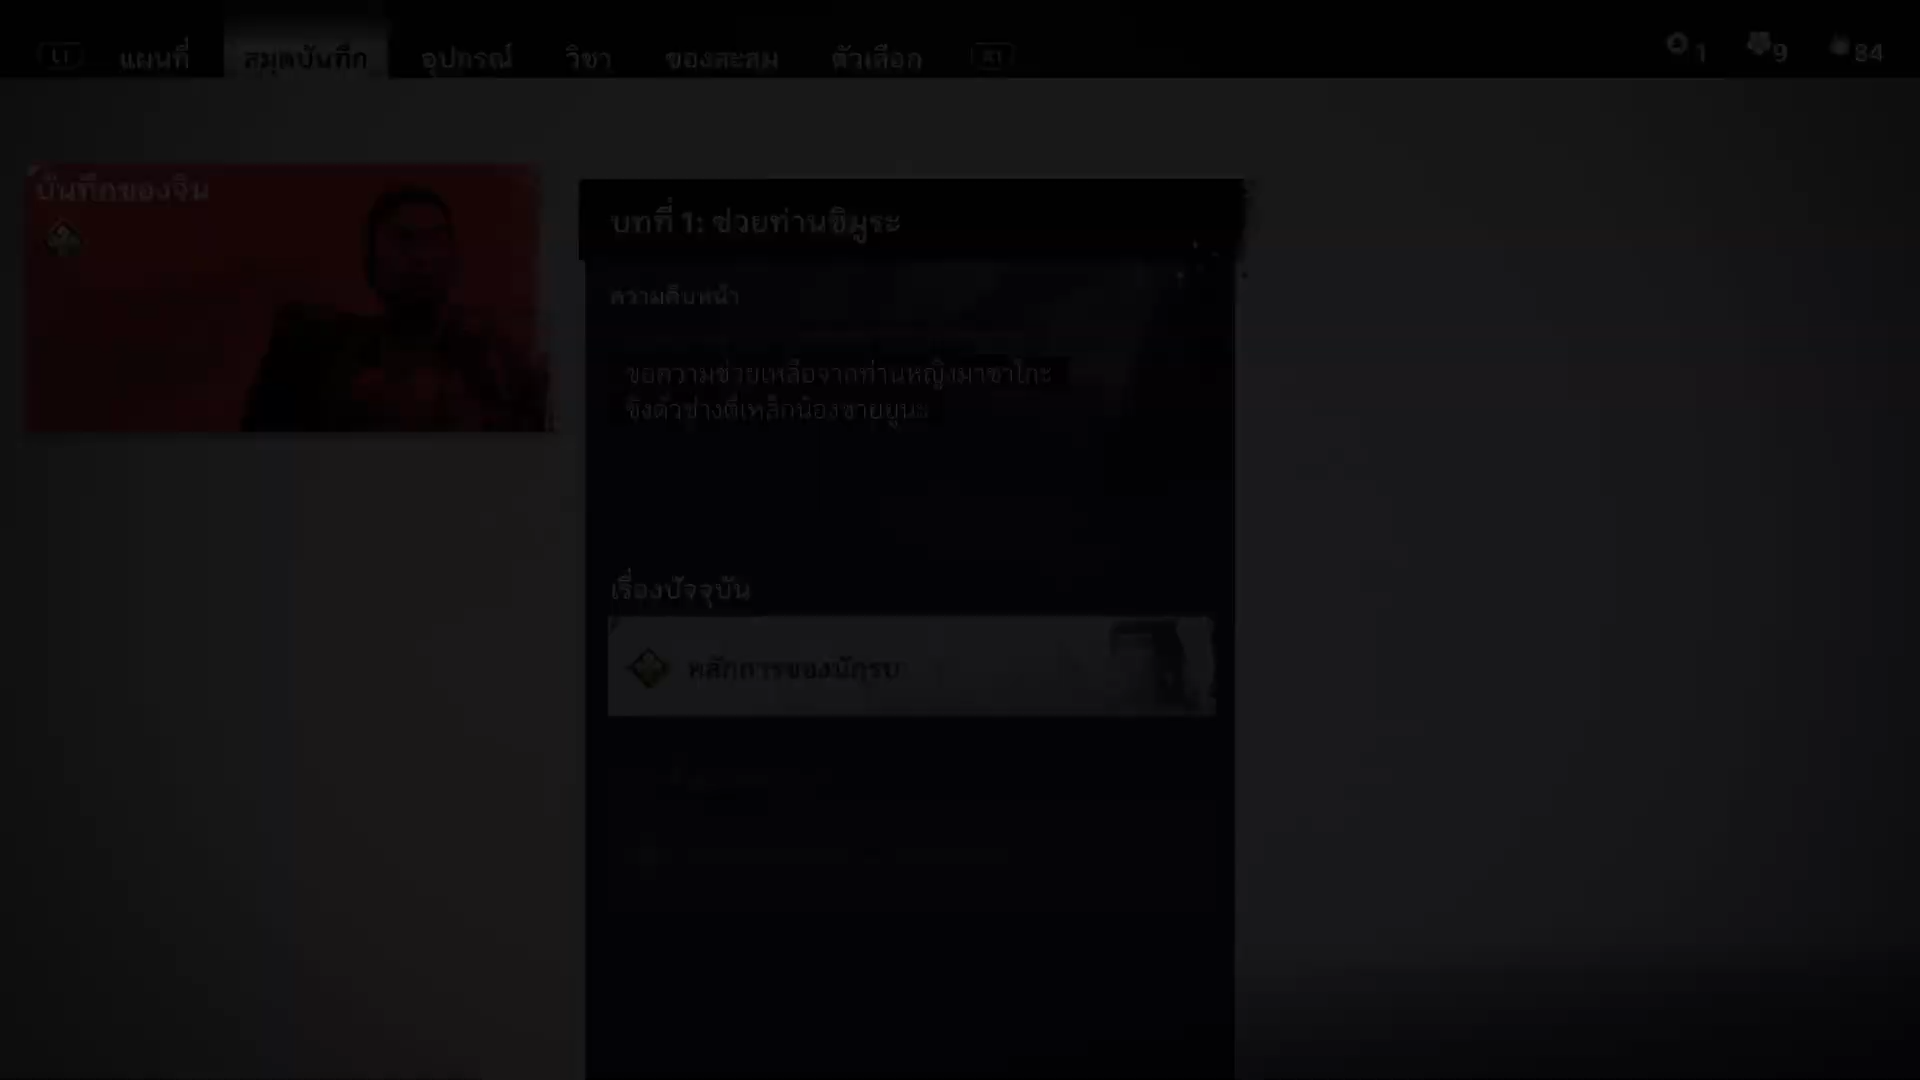 L1 แผนที่ สมุดบันทึก อุปกรณ์ วิชา ของสะสม ตัวเลือก R1 1 9 84
บันทึกของจิน
บทที่ 1: ช่วยท่านชิมูระ
ความคืบหน้า
ขอความช่วยเหลือจากท่านหญิงมาซาโกะ
ชิงตัวช่างตีเหล็กน้องชายยูนะ
เรื่องปัจจุบัน
หลักการของนักรบ